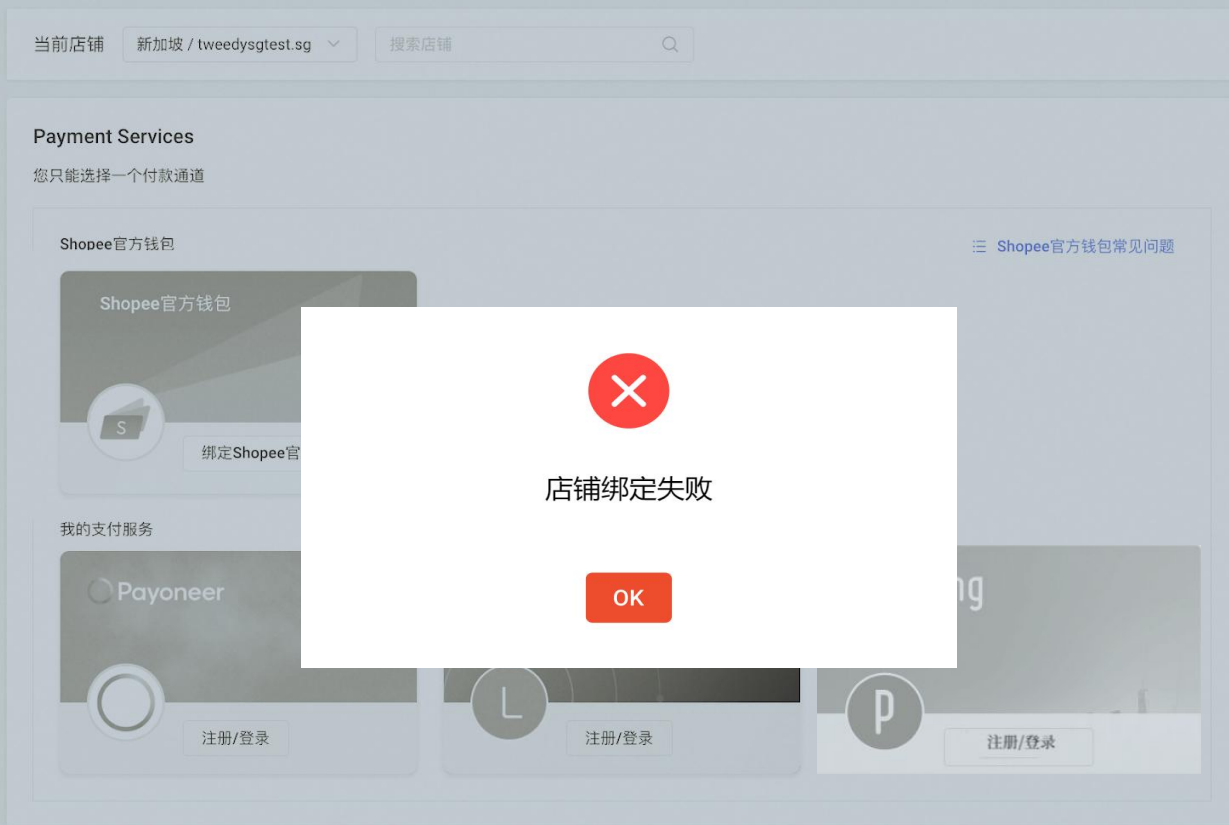 当前店铺
新加坡 / tweedysgtest.sg
搜索店铺
Payment Services
您只能选择一个付款通道
Shopee官方钱包
Shopee官方钱包常见问题
Shopee官方钱包
S
绑定Shopee官
店铺绑定失败
OK
我的支付服务
Payoneer
ng
L
P
注册/登录
注册/登录
注册/登录